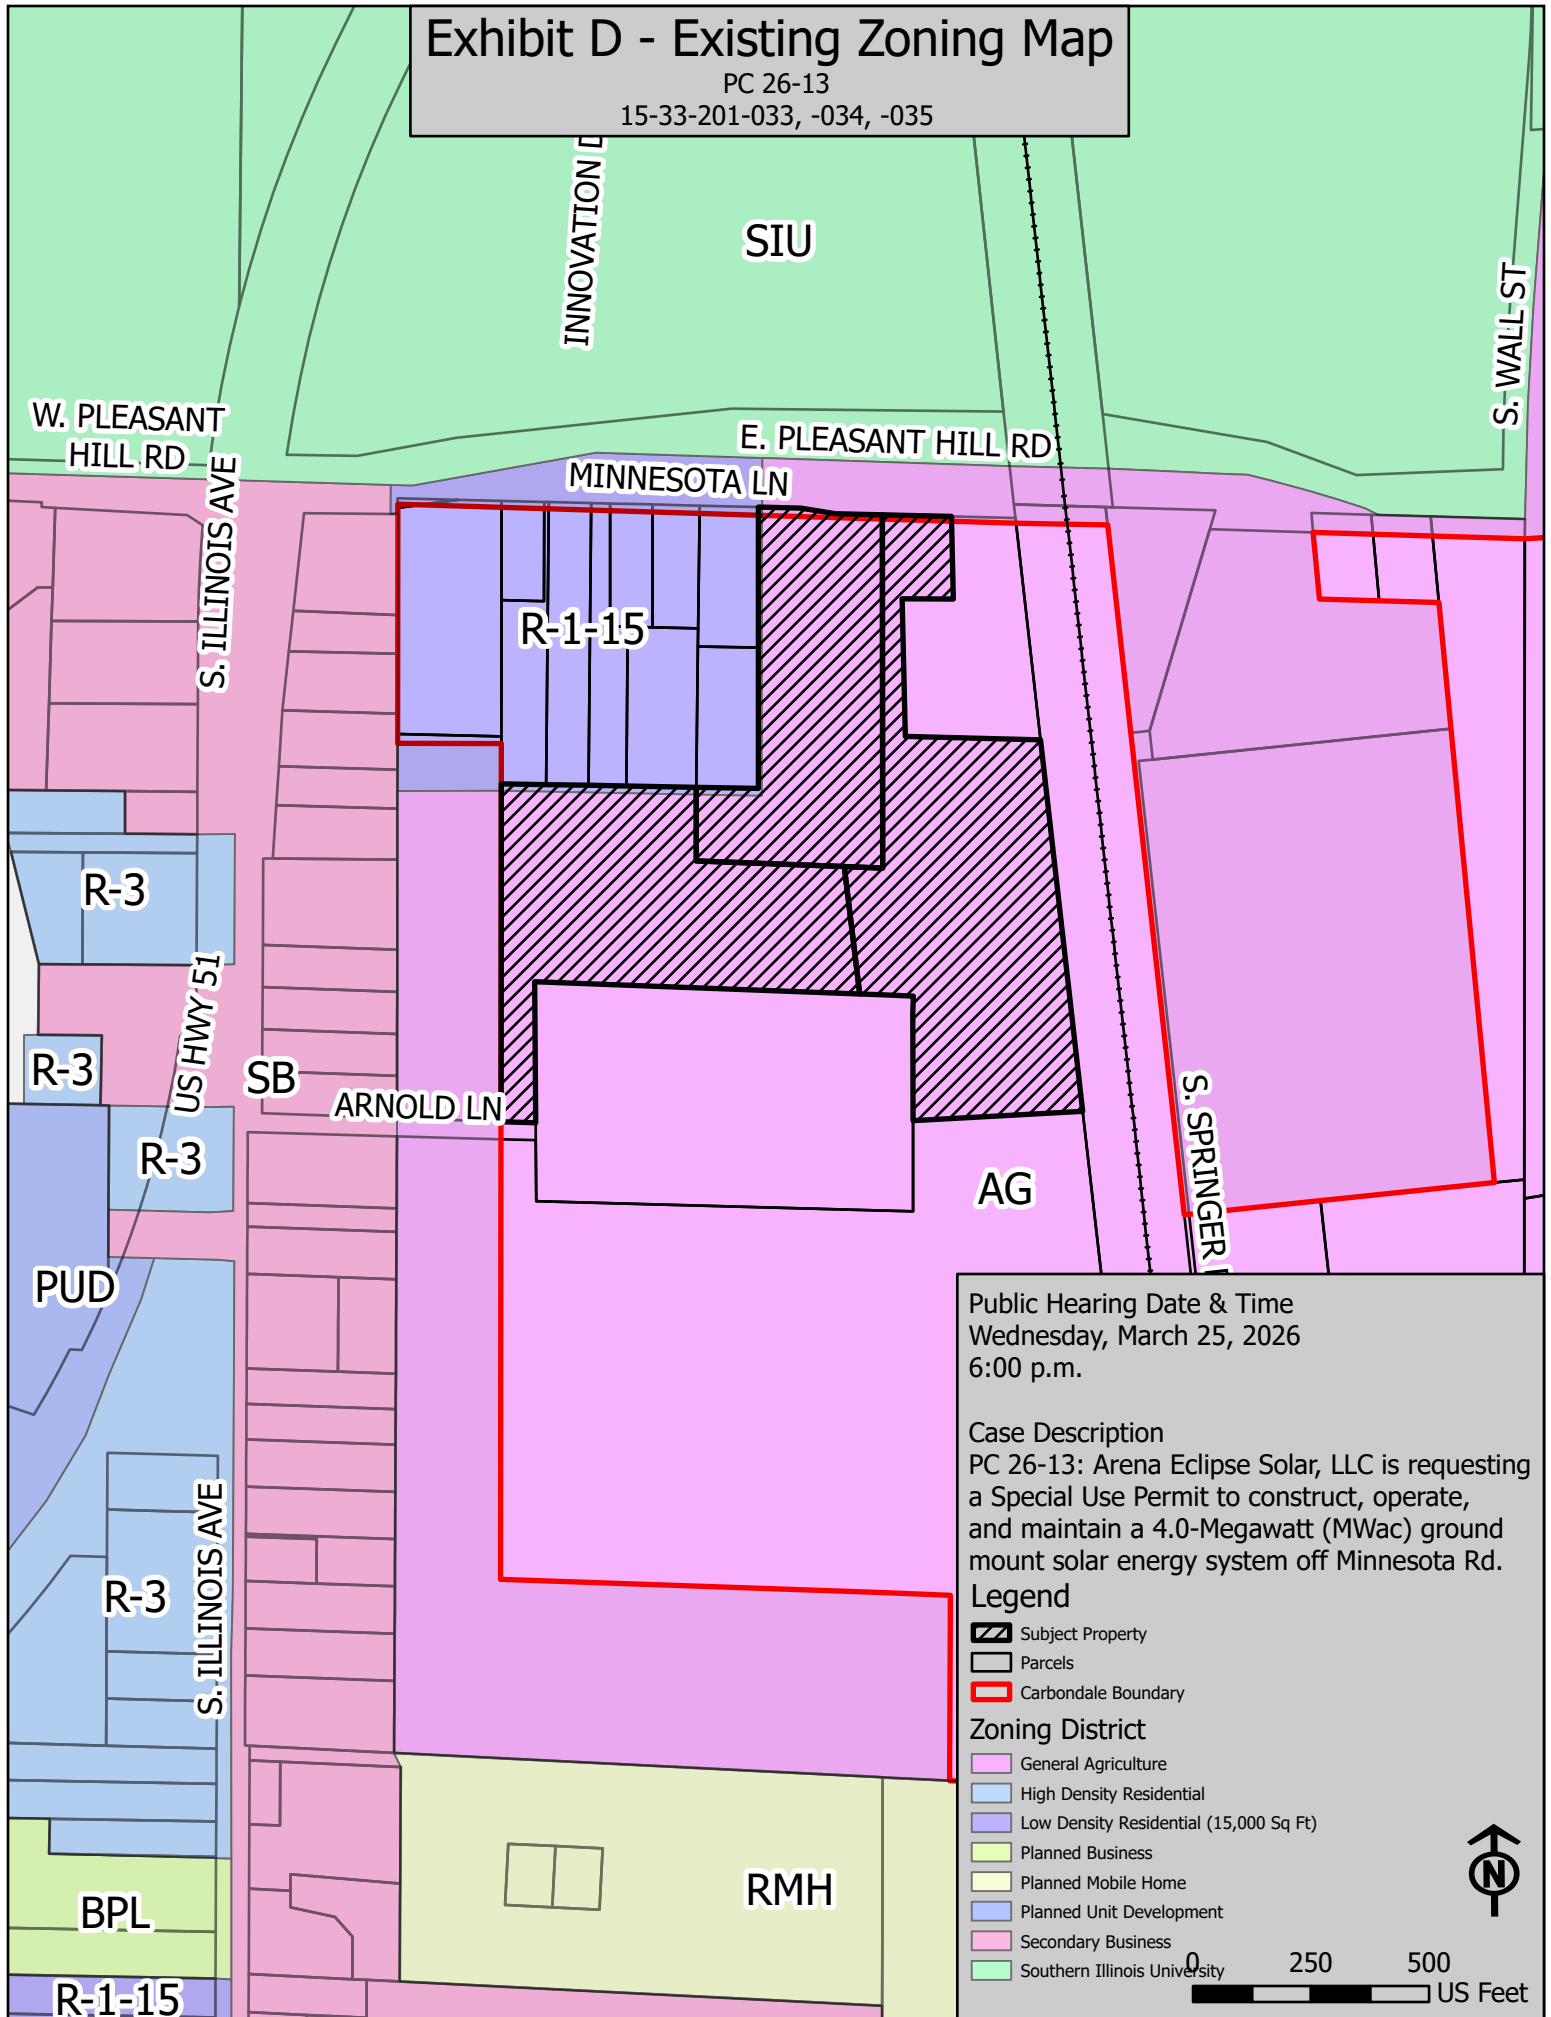 Exhibit D - Existing Zoning Map
PC 26-13
15-33-201-033, -034, -035
INNOVATION
SIU
S. WALL ST
W. PLEASANT
HILL RD
E. PLEASANT HILL RD
MINNESOTA LN
S. ILLINOIS AVE
R-1-15
R-3
US HWY 51
R-3
SB
ARNOLD LN
R-3
S. SPRINGER
AG
PUD
R-3
S. ILLINOIS AVE
RMH
BPL
R-1-15
Public Hearing Date & Time
Wednesday, March 25, 2026
6:00 p.m.
Case Description
PC 26-13: Arena Eclipse Solar, LLC is requesting
a Special Use Permit to construct, operate,
and maintain a 4.0-Megawatt (MWac) ground
mount solar energy system off Minnesota Rd.
Legend
Subject Property
Parcels
Carbondale Boundary
Zoning District
General Agriculture
High Density Residential
Low Density Residential (15,000 Sq Ft)
Planned Business
Planned Mobile Home
Planned Unit Development
Secondary Business
Southern Illinois University
N
0 250 500
US Feet